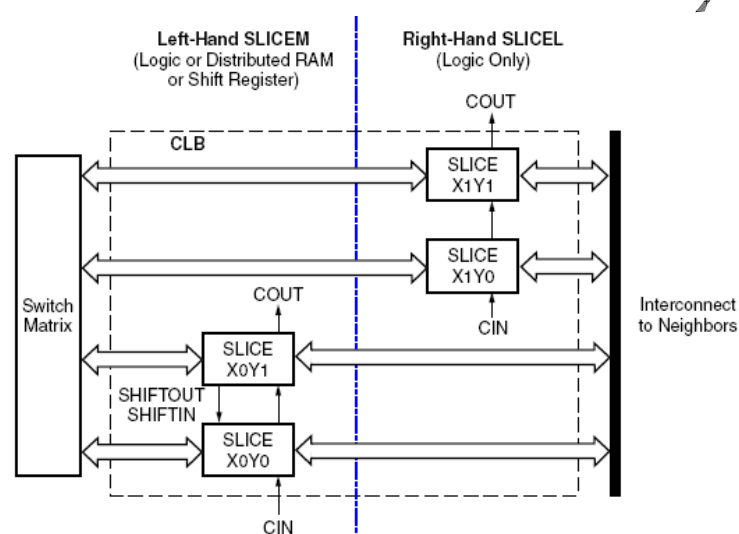 Left-Hand SLICEM
(Logic or Distributed RAM
or Shift Register)
Right-Hand SLICEL
(Logic Only)
COUT
CLB
SLICE
X1Y1
SLICE
X1Y0
COUT
CIN
Switch
Matrix
Interconnect
to Neighbors
SLICE
X0Y1
SHIFTOUT
SHIFTIN
SLICE
X0Y0
CIN